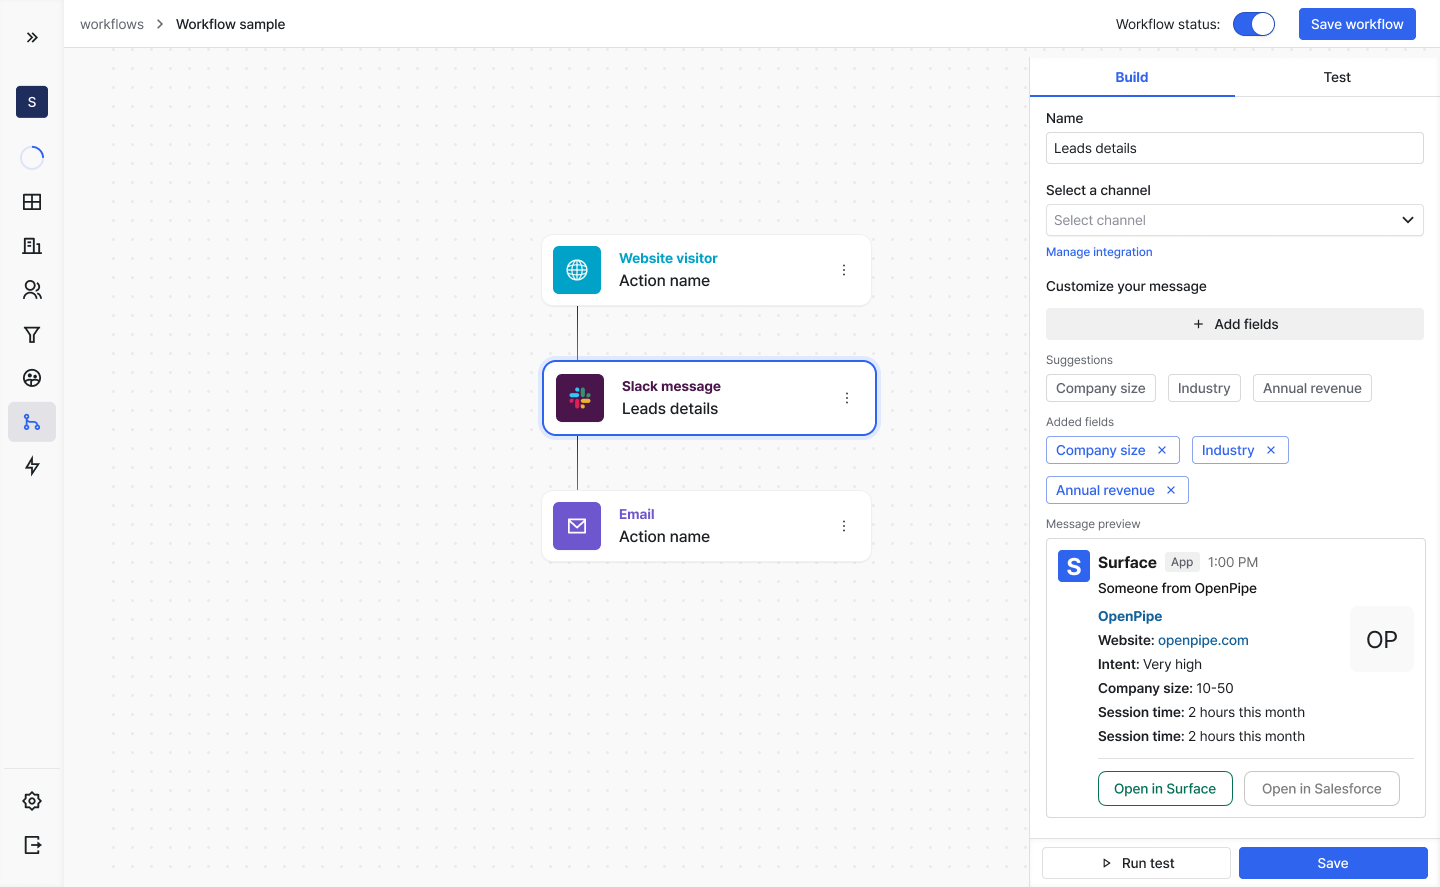 workflows > Workflow sample
Workflow status:
Save workflow
S
Website visitor
Action name
Slack message
Leads details
Email
Action name
Build
Test
Name
Leads details
Select a channel
Select channel
Manage integration
Customize your message
+ Add fields
Suggestions
Company size
Industry
Annual revenue
Added fields
Company size ×
Industry ×
Annual revenue ×
Message preview
S
Surface App 1:00 PM
Someone from OpenPipe
OpenPipe
OP
Website: openpipe.com
Intent: Very high
Company size: 10-50
Session time: 2 hours this month
Session time: 2 hours this month
Open in Surface
Open in Salesforce
Run test
Save